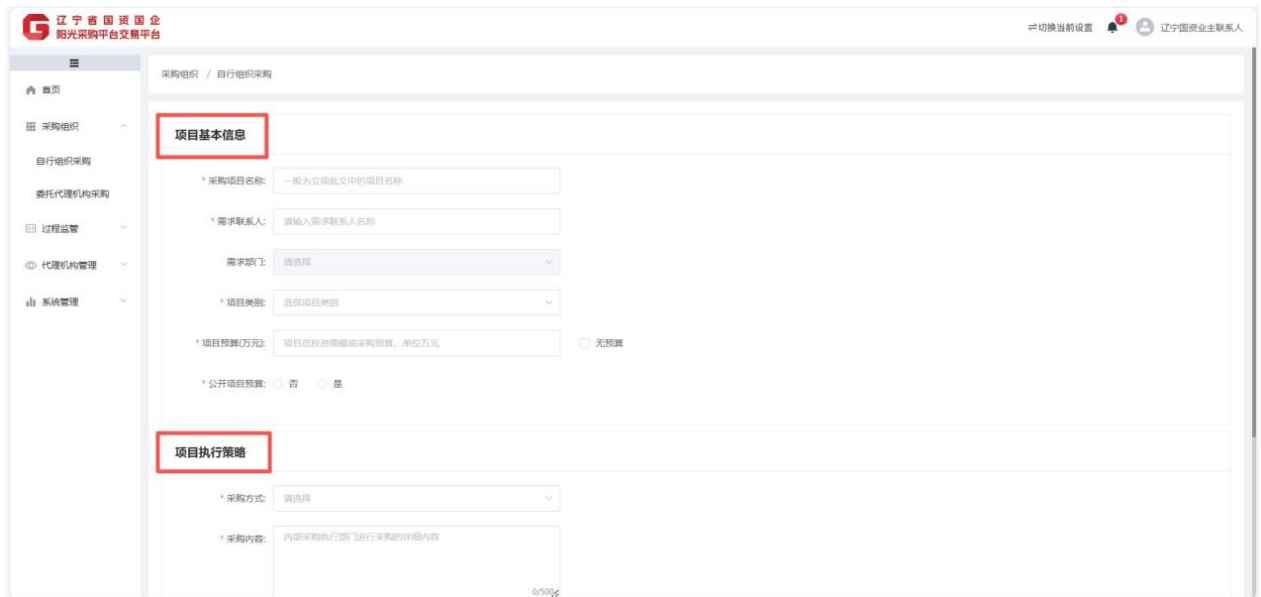 辽宁省国资国企
阳光采购平台交易平台
切换当前设置
1
辽宁国资业主联系人
首页
采购组织
自行组织采购
委托代理机构采购
过程监管
代理机构管理
系统管理
采购组织 / 自行组织采购
项目基本信息
* 采购项目名称: 一般为立项批文中的项目名称
* 需求联系人: 请输入需求联系人名称
需求部门: 请选择
* 项目类别: 选择项目类别
* 项目预算(万元): 项目总投资规模或采购预算，单位万元 无预算
* 公开项目预算: 否 是
项目执行策略
* 采购方式: 请选择
* 采购内容: 内部采购执行部门进行采购的详细内容
0/500